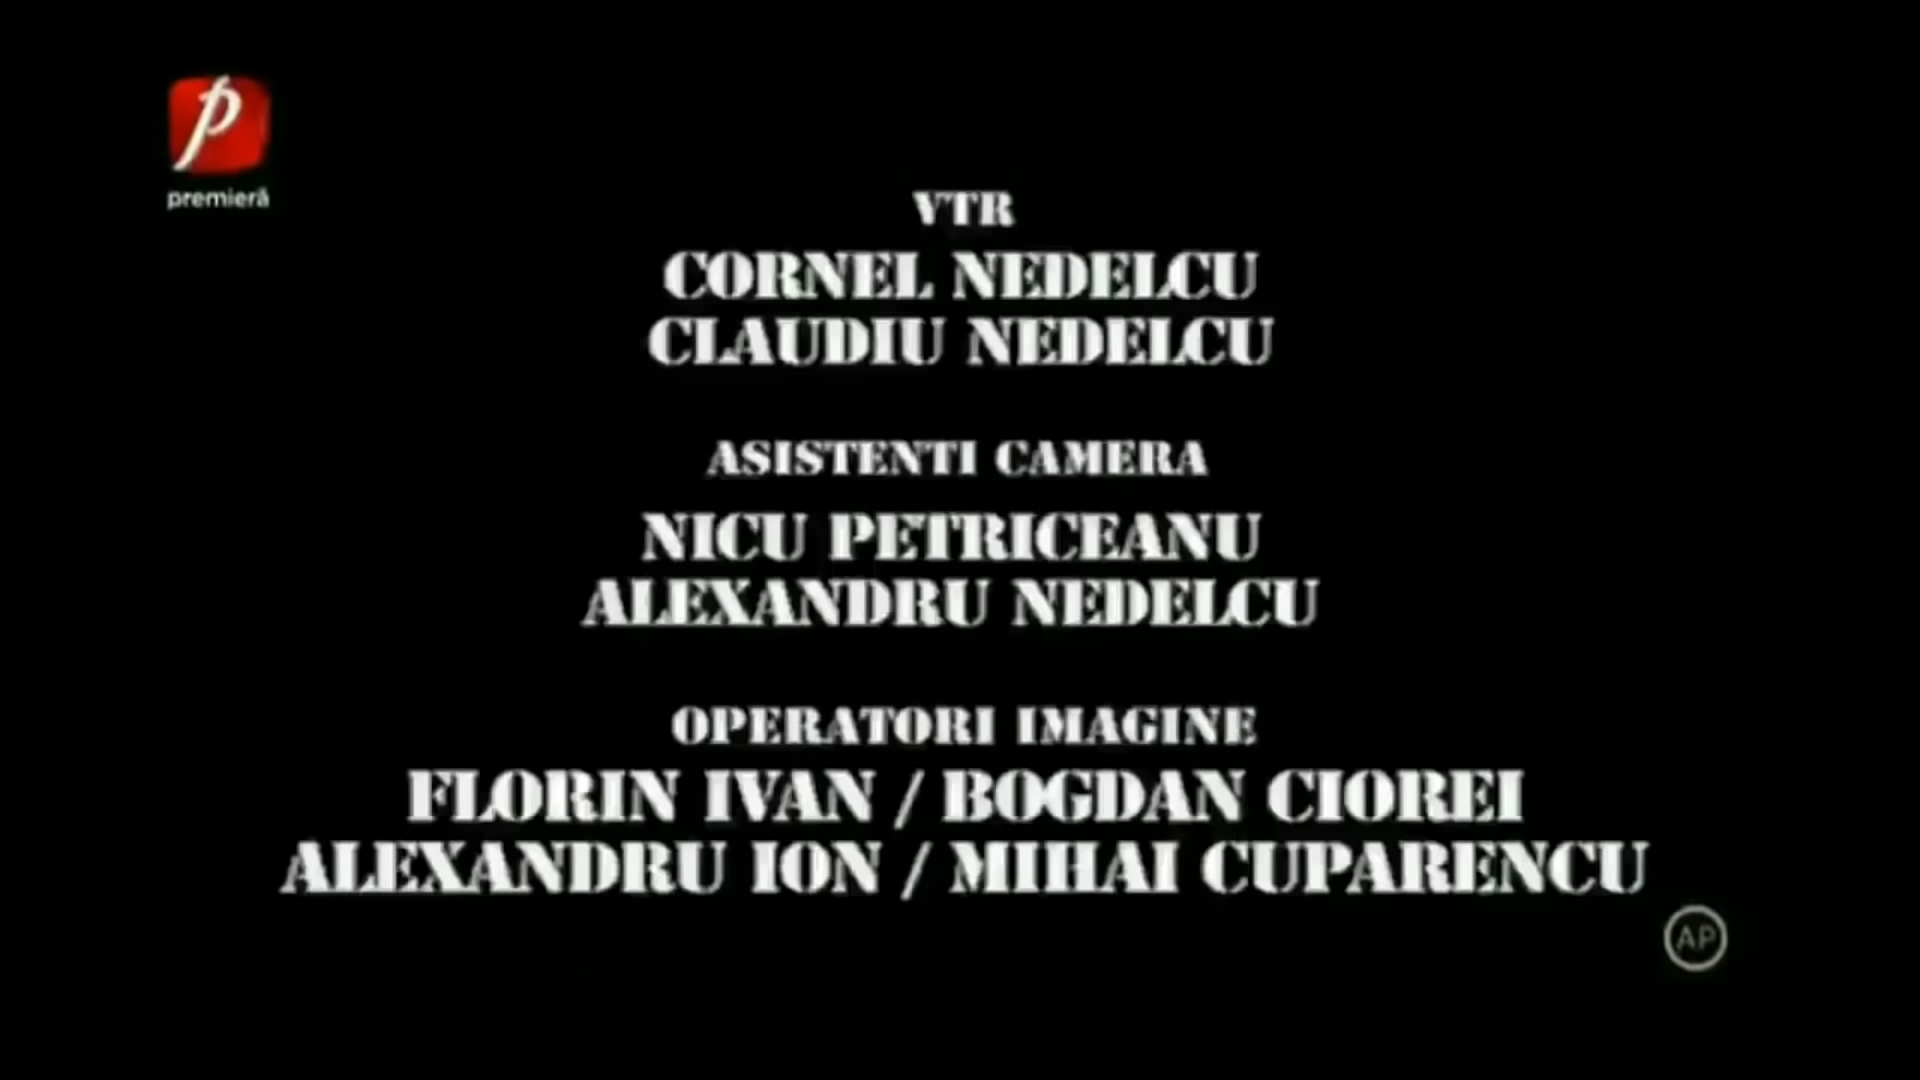 p
premieră
VTR
CORNEL NEDELCU
CLAUDIU NEDELCU
ASISTENTI CAMERA
NICU PETRICEANU
ALEXANDRU NEDELCU
OPERATORI IMAGINE
FLORIN IVAN / BOGDAN CIOREI
ALEXANDRU ION / MIHAI CUPARENCU
AP